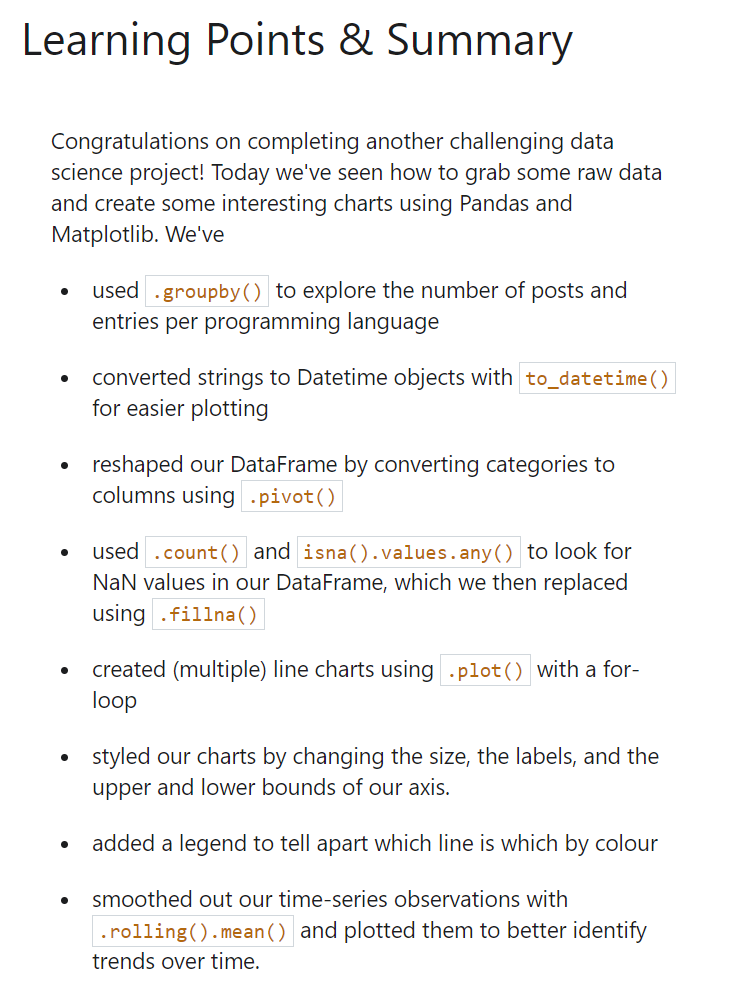 Learning Points & Summary
Congratulations on completing another challenging data
science project! Today we've seen how to grab some raw data
and create some interesting charts using Pandas and
Matplotlib. We've
• used .groupby() to explore the number of posts and
entries per programming language
• converted strings to Datetime objects with to_datetime()
for easier plotting
• reshaped our DataFrame by converting categories to
columns using .pivot()
• used .count() and isna().values.any() to look for
NaN values in our DataFrame, which we then replaced
using .fillna()
• created (multiple) line charts using .plot() with a for-
loop
• styled our charts by changing the size, the labels, and the
upper and lower bounds of our axis.
• added a legend to tell apart which line is which by colour
• smoothed out our time-series observations with
.rolling().mean() and plotted them to better identify
trends over time.